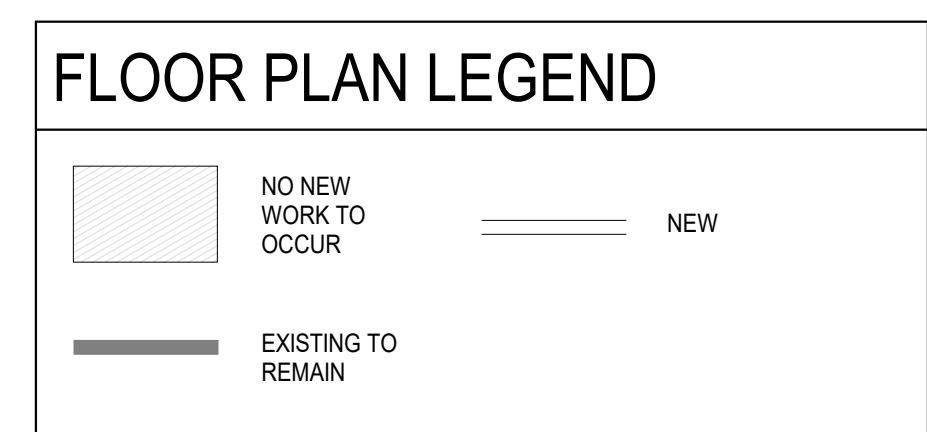 FLOOR PLAN LEGEND
NO NEW
WORK TO
OCCUR
NEW
EXISTING TO
REMAIN